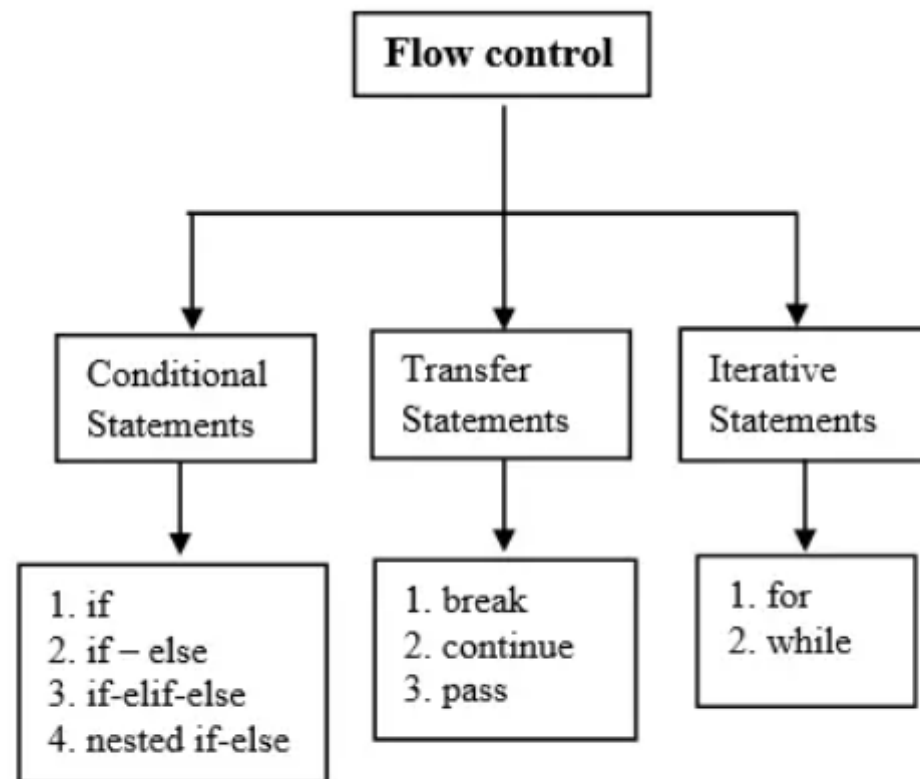 Flow control
Conditional
Statements
Transfer
Statements
Iterative
Statements
1. if
2. if – else
3. if-elif-else
4. nested if-else
1. break
2. continue
3. pass
1. for
2. while